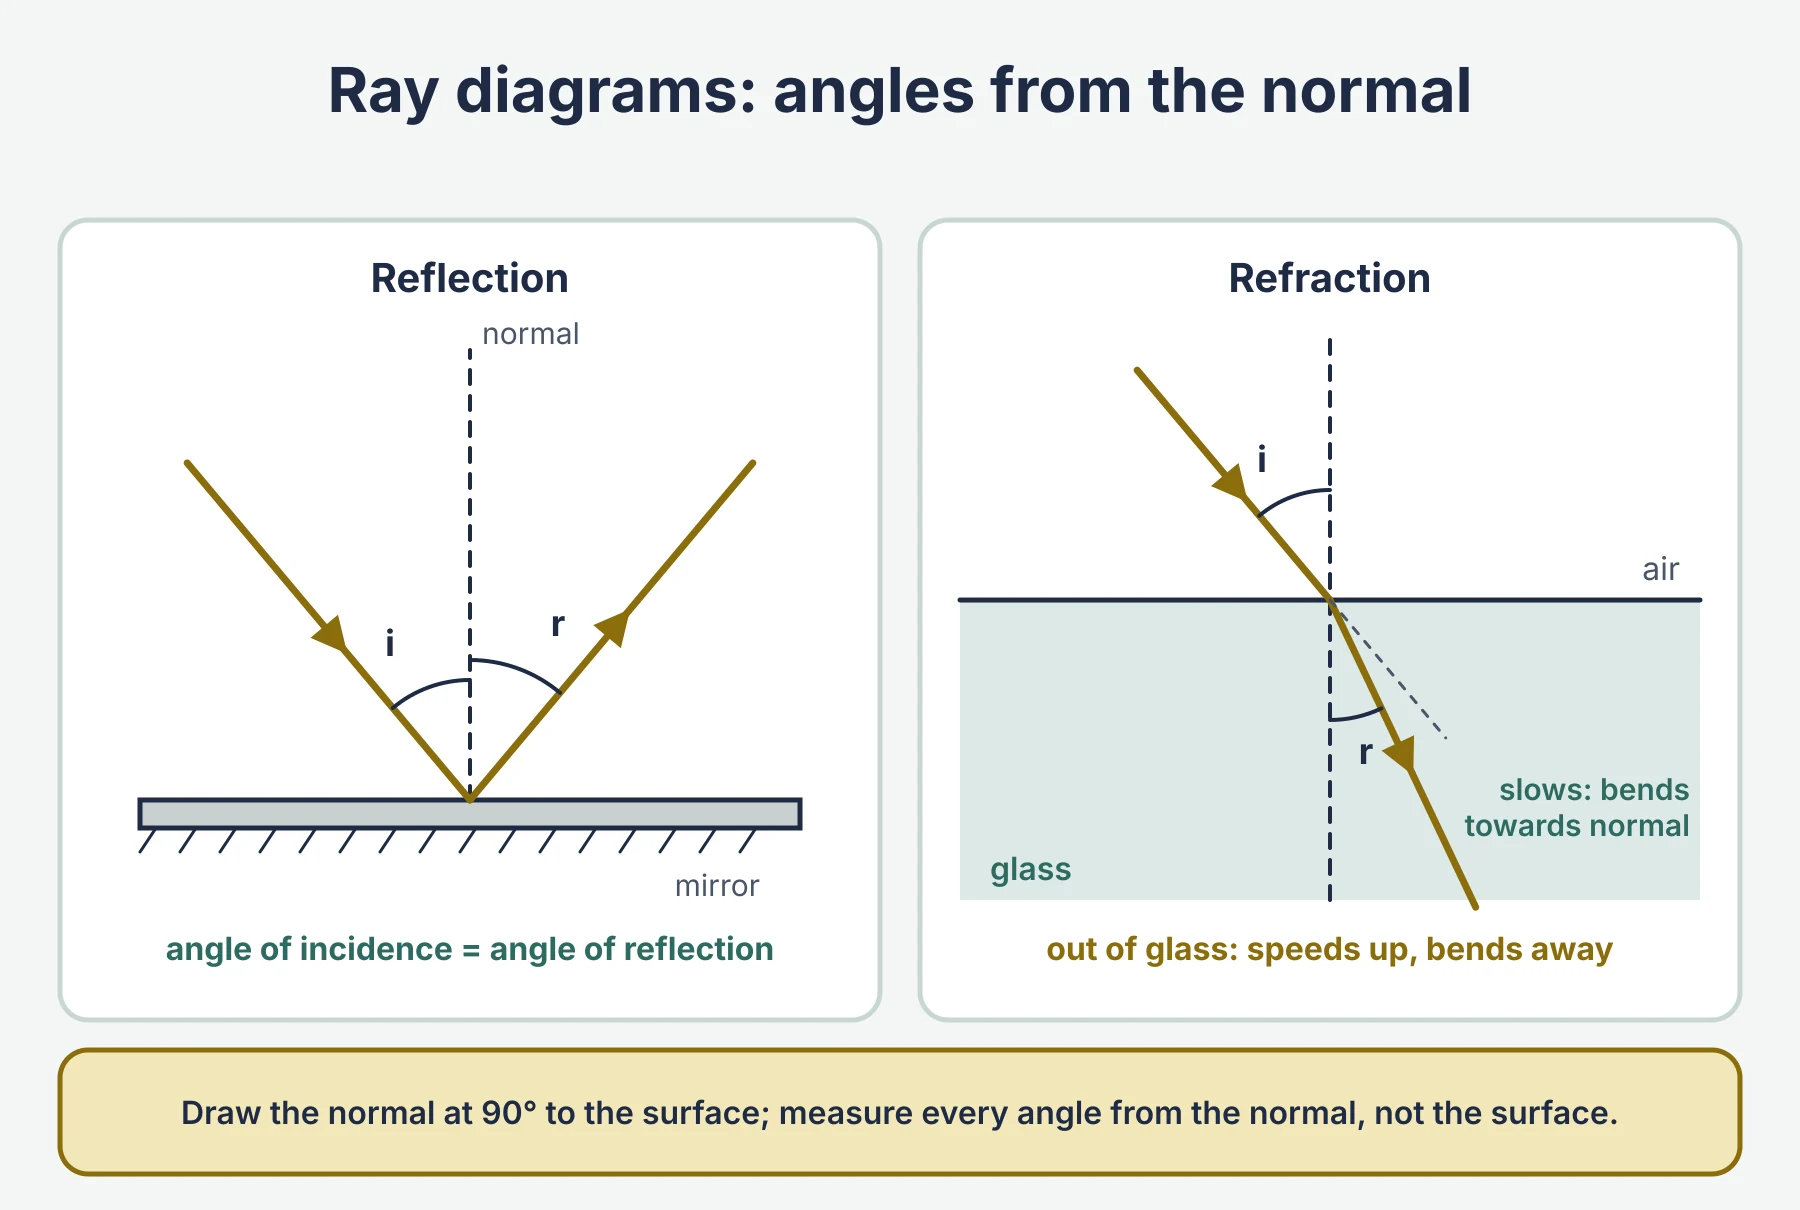 Ray diagrams: angles from the normal
Reflection
normal
i
r
mirror
angle of incidence = angle of reflection
Refraction
i
air
r
slows: bends
towards normal
glass
out of glass: speeds up, bends away
Draw the normal at 90° to the surface; measure every angle from the normal, not the surface.